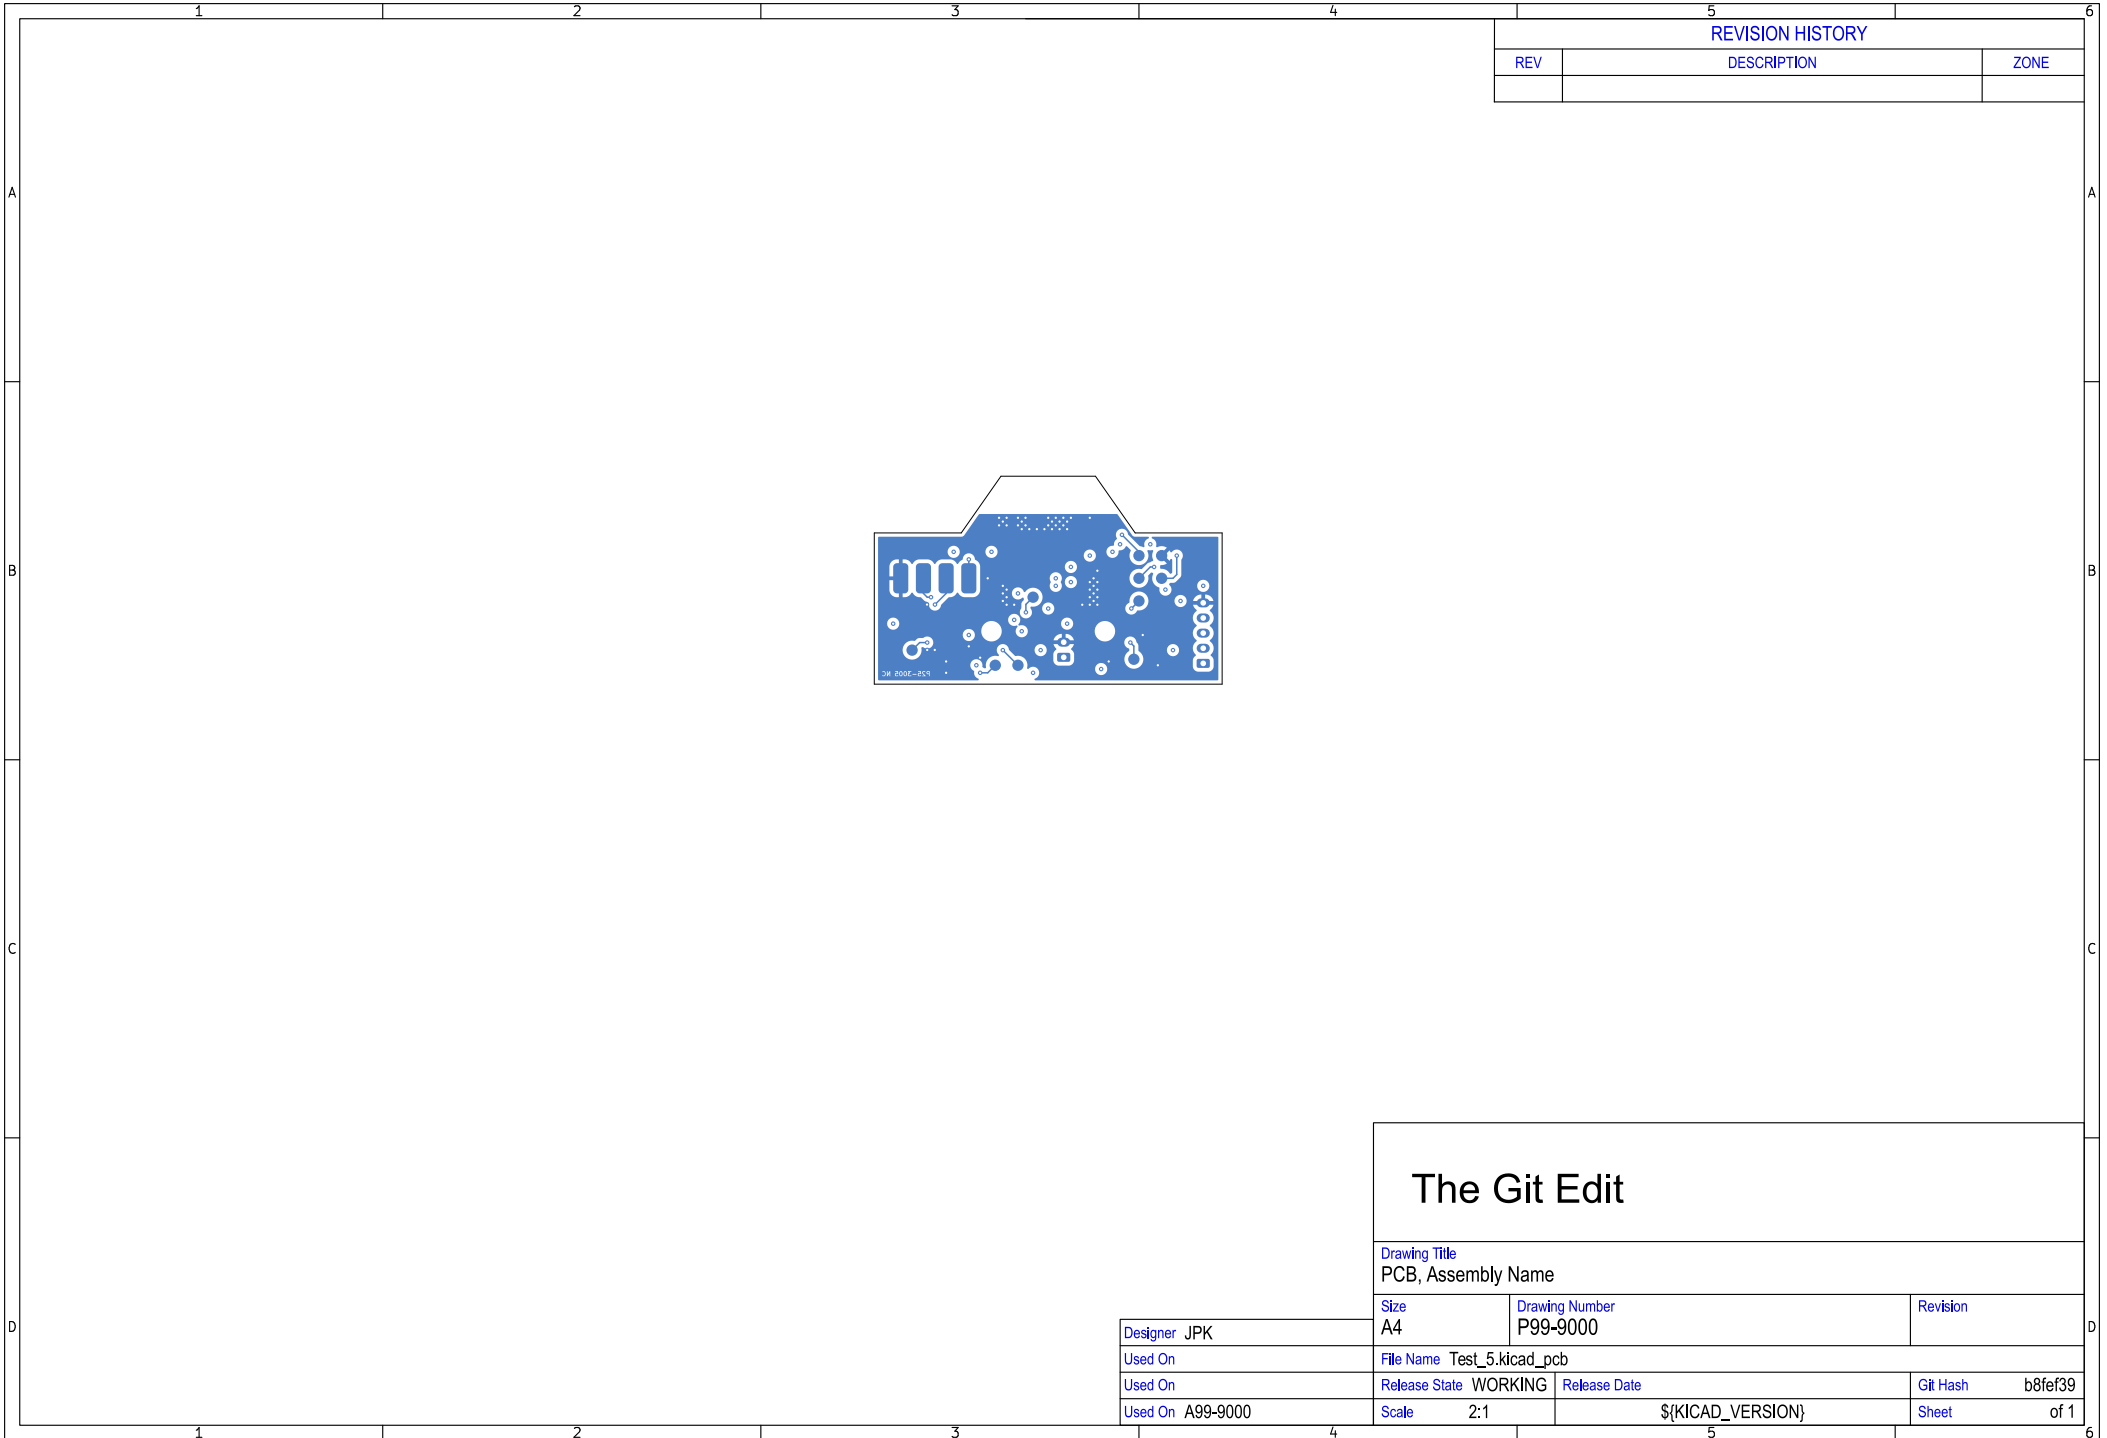 1 2 3 4 5 6
REVISION HISTORY
REV DESCRIPTION ZONE
A A
B B
P25-3005 NC
C C
The Git Edit
Drawing Title
PCB, Assembly Name
Size Drawing Number Revision
A4 P99-9000
D D
Designer JPK
Used On File Name Test_5.kicad_pcb
Used On Release State WORKING Release Date Git Hash b8fef39
Used On A99-9000 Scale 2:1 ${KICAD_VERSION} Sheet of 1
1 2 3 4 5 6